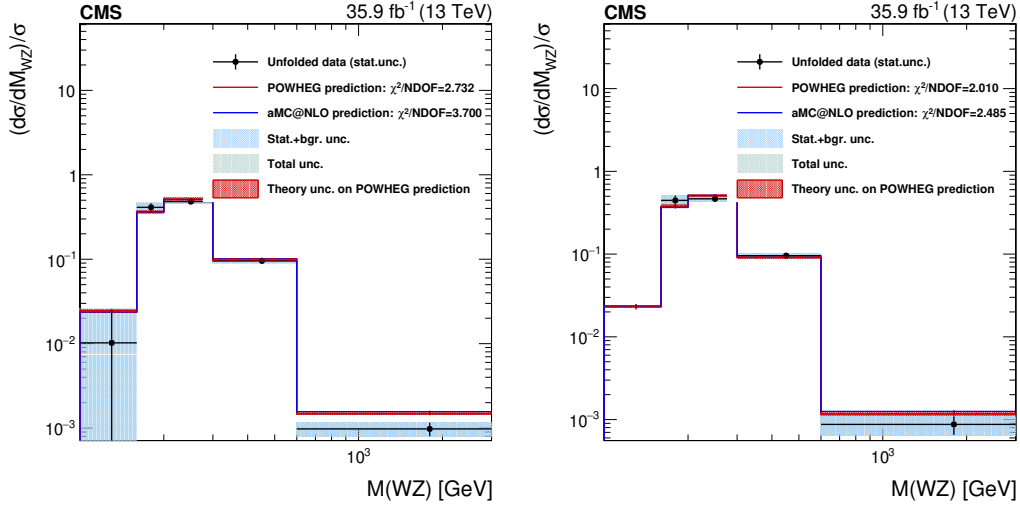 CMS 35.9 fb⁻¹ (13 TeV)
(dσ/dM_WZ)/σ
Unfolded data (stat.unc.)
POWHEG prediction: χ²/NDOF=2.732
aMC@NLO prediction: χ²/NDOF=3.700
Stat.+bgr. unc.
Total unc.
Theory unc. on POWHEG prediction
10
1
10⁻¹
10⁻²
10⁻³
10³
M(WZ) [GeV]
CMS 35.9 fb⁻¹ (13 TeV)
(dσ/dM_WZ)/σ
Unfolded data (stat.unc.)
POWHEG prediction: χ²/NDOF=2.010
aMC@NLO prediction: χ²/NDOF=2.485
Stat.+bgr. unc.
Total unc.
Theory unc. on POWHEG prediction
10
1
10⁻¹
10⁻²
10⁻³
10³
M(WZ) [GeV]